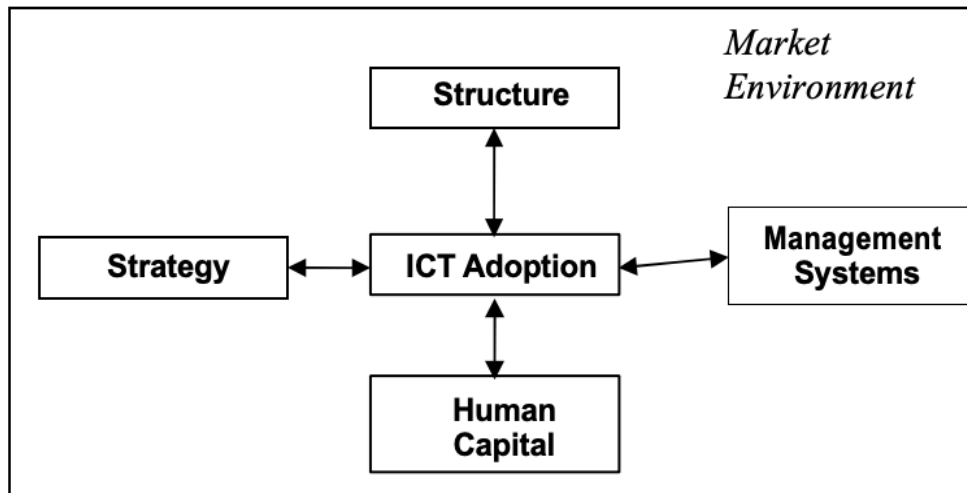 Market
Environment
Structure
Strategy
ICT Adoption
Management
Systems
Human
Capital